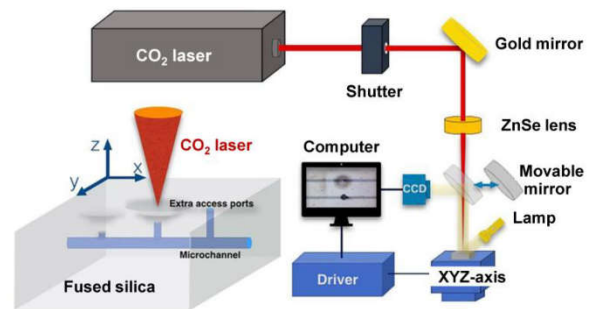 CO₂ laser
Gold mirror
Shutter
ZnSe lens
CO₂ laser
Computer
CCD
Movable
mirror
Lamp
z
x
y
Extra access ports
Microchannel
Fused silica
Driver
XYZ-axis